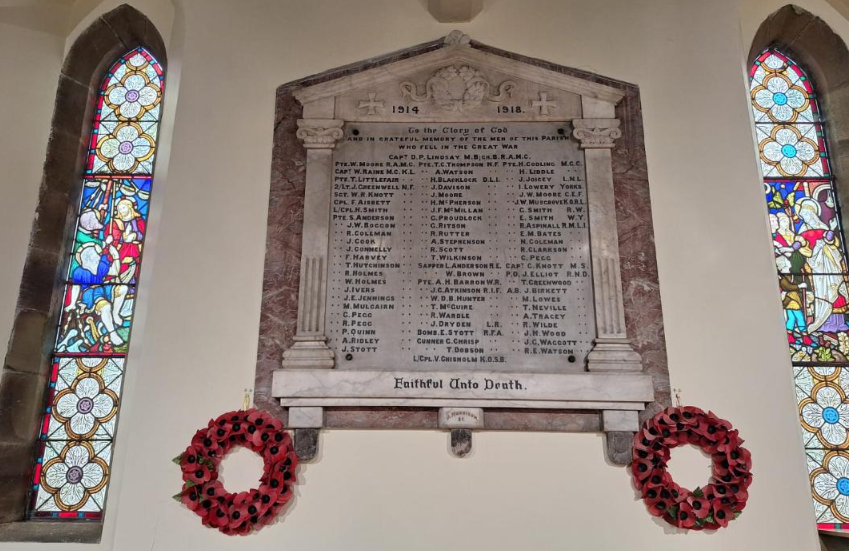 1914 1918.
To the Glory of God
AND IN GRATEFUL MEMORY OF THE MEN OF THIS PARISH
WHO FELL IN THE GREAT WAR
CAPT D.P. LINDSAY M.B; CH.B. R.A.M.C.
PTE. W. MOORE R.A.M.C. PTE. T.C. THOMPSON N.F. PTE. H. CODLING M.C.C.
CAPT W. RAINE M.C. K.L. A. WATSON H. LIDDLE
PTE. T. LITTLEFAIR H. BLACKLOCK D.L.I. J. JOICEY L.N.L.
2/LT. J. GREENWELL N.F. J. DAVISON I. LOWERY YORKS.
SGT. W.R. KNOTT J. MOORE J.W. MOORE C.E.F.
CPL. F. AISBETT H. MCPHERSON J.W. MUSGROVE K.O.R.L.
L/CPL H. SMITH J.F. MCMILLAN C. SMITH R.W.
PTE. S. ANDERSON C. PROUDLOCK E. SMITH W.Y.
J.W. BOGGON C. RITSON R. ASPINALL R.M.L.I.
R. COLEMAN R. RUTTER E.M. BATES
J. COOK A. STEPHENSON H. COLEMAN
J. CONNELLY R. SCOTT R. CLARKSON
F. HARVEY T. WILKINSON C. PEGG
T. HUTCHINSON SAPPER L. ANDERSON R.E. CAPT C. KNOTT M.S.
R. HOLMES W. BROWN P.O. J. ELLIOT R.N.D.
W. HOLMES PTE. A.H. BARRON W.R. T. GREENWOOD
J. IVERS J.C. ATKINSON R.I.F. A.B. J. BIRKETT
J.E. JENNINGS W.D.B. HUNTER M. LOWES
M. MULCAIRN T. MCGUIRE T. NEVILLE
C. PEGG R. WARDLE A. TRACEY
R. PEGG J. DRYDEN L.R. R. WILDE
P. QUINN BOMB. E. STOTT R.F.A. J.H. WOOD
A. RIDLEY GUNNER C. CHRISP J.C. WAGGOTT
J. STOTT T. DOBSON R.E. WATSON
L/CPL V. CHISHOLM K.O.S.B.
Faithful Unto Death.